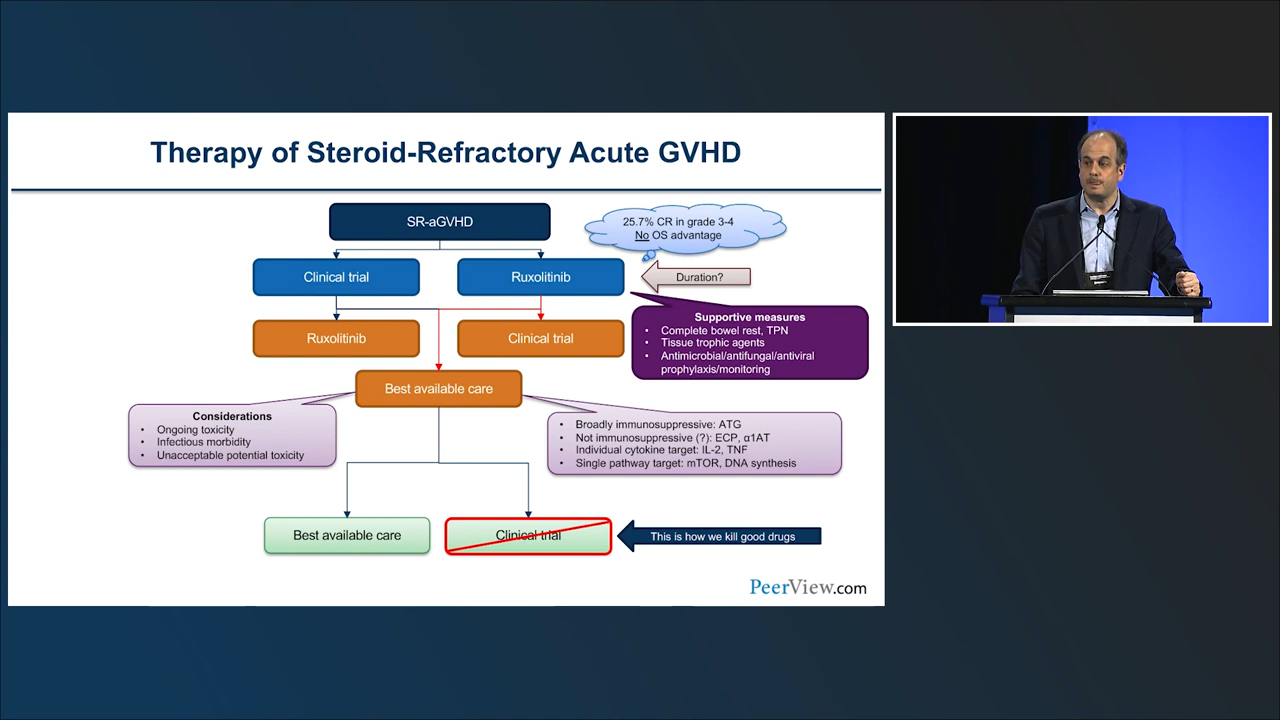 Therapy of Steroid-Refractory Acute GVHD
SR-aGVHD
25.7% CR in grade 3-4
No OS advantage
Clinical trial
Ruxolitinib
Duration?
Supportive measures
• Complete bowel rest, TPN
• Tissue trophic agents
• Antimicrobial/antifungal/antiviral
prophylaxis/monitoring
Ruxolitinib
Clinical trial
Best available care
Considerations
• Ongoing toxicity
• Infectious morbidity
• Unacceptable potential toxicity
• Broadly immunosuppressive: ATG
• Not immunosuppressive (?): ECP, α1AT
• Individual cytokine target: IL-2, TNF
• Single pathway target: mTOR, DNA synthesis
Best available care
Clinical trial
This is how we kill good drugs
PeerView.com